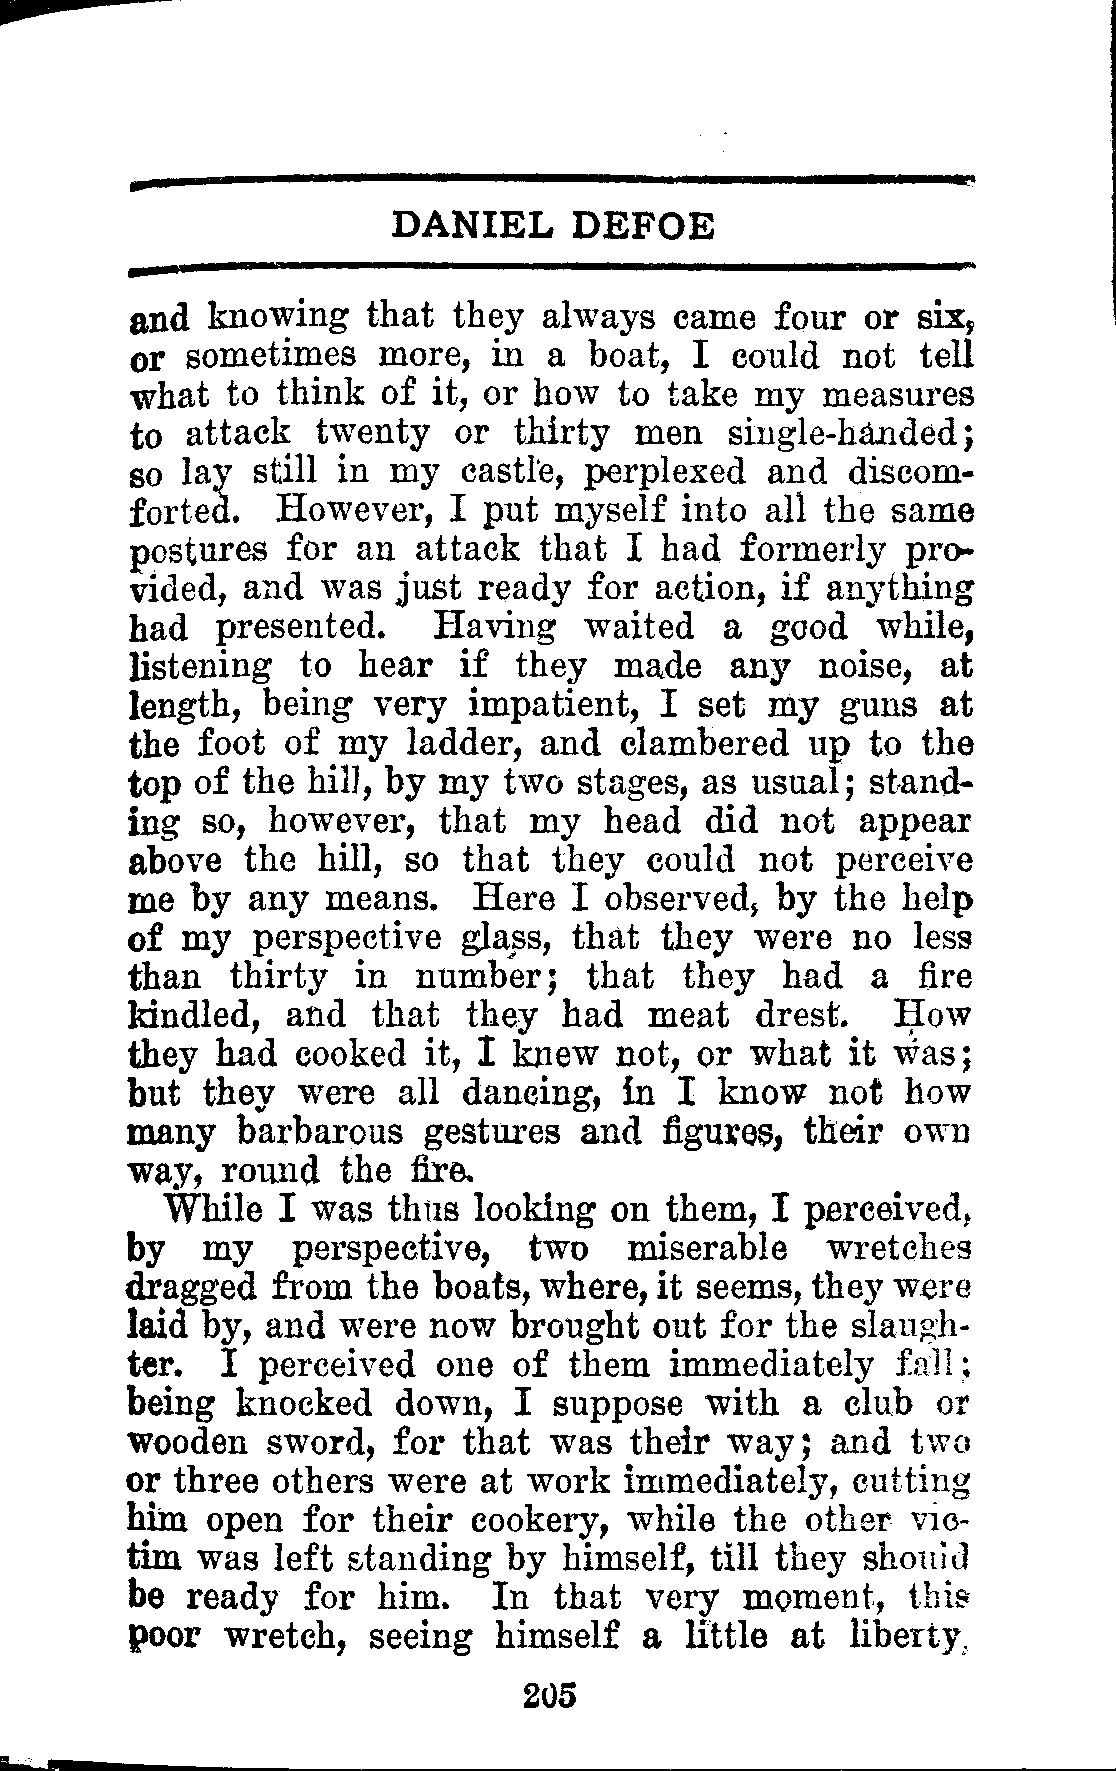 DANIEL DEFOE
and knowing that they always came four or six,
or sometimes more, in a boat, I could not tell
what to think of it, or how to take my measures
to attack twenty or thirty men single-handed;
so lay still in my castle, perplexed and discom-
forted. However, I put myself into all the same
postures for an attack that I had formerly pro-
vided, and was just ready for action, if anything
had presented. Having waited a good while,
listening to hear if they made any noise, at
length, being very impatient, I set my guns at
the foot of my ladder, and clambered up to the
top of the hill, by my two stages, as usual; stand-
ing so, however, that my head did not appear
above the hill, so that they could not perceive
me by any means. Here I observed, by the help
of my perspective glass, that they were no less
than thirty in number; that they had a fire
kindled, and that they had meat drest. How
they had cooked it, I knew not, or what it was;
but they were all dancing, in I know not how
many barbarous gestures and figures, their own
way, round the fire.
While I was thus looking on them, I perceived,
by my perspective, two miserable wretches
dragged from the boats, where, it seems, they were
laid by, and were now brought out for the slaugh-
ter. I perceived one of them immediately fall;
being knocked down, I suppose with a club or
wooden sword, for that was their way; and two
or three others were at work immediately, cutting
him open for their cookery, while the other vic-
tim was left standing by himself, till they should
be ready for him. In that very moment, this
poor wretch, seeing himself a little at liberty,
205